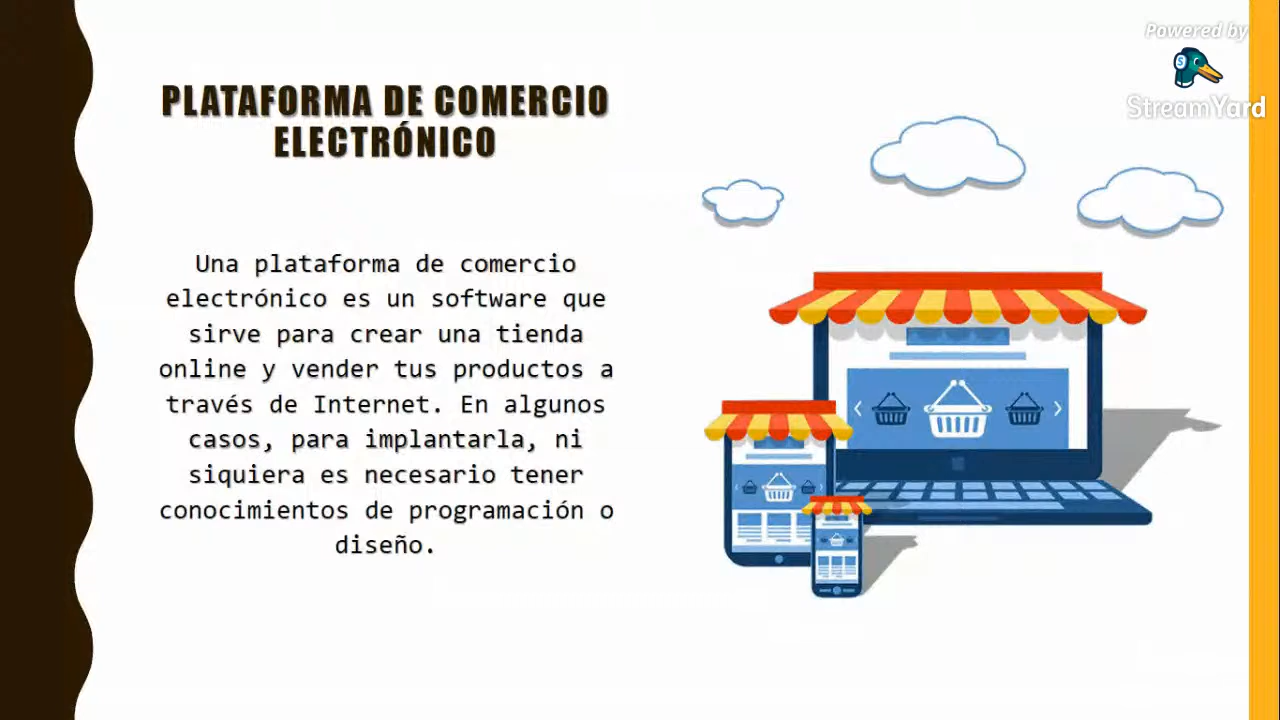 Powered by
StreamYard
PLATAFORMA DE COMERCIO
ELECTRÓNICO
Una plataforma de comercio
electrónico es un software que
sirve para crear una tienda
online y vender tus productos a
través de Internet. En algunos
casos, para implantarla, ni
siquiera es necesario tener
conocimientos de programación o
diseño.